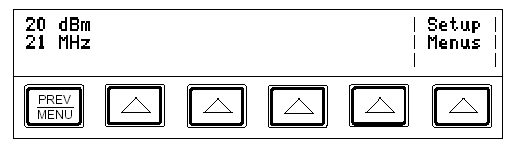 20 dBm
21 MHz
Setup
Menus
PREV
MENU